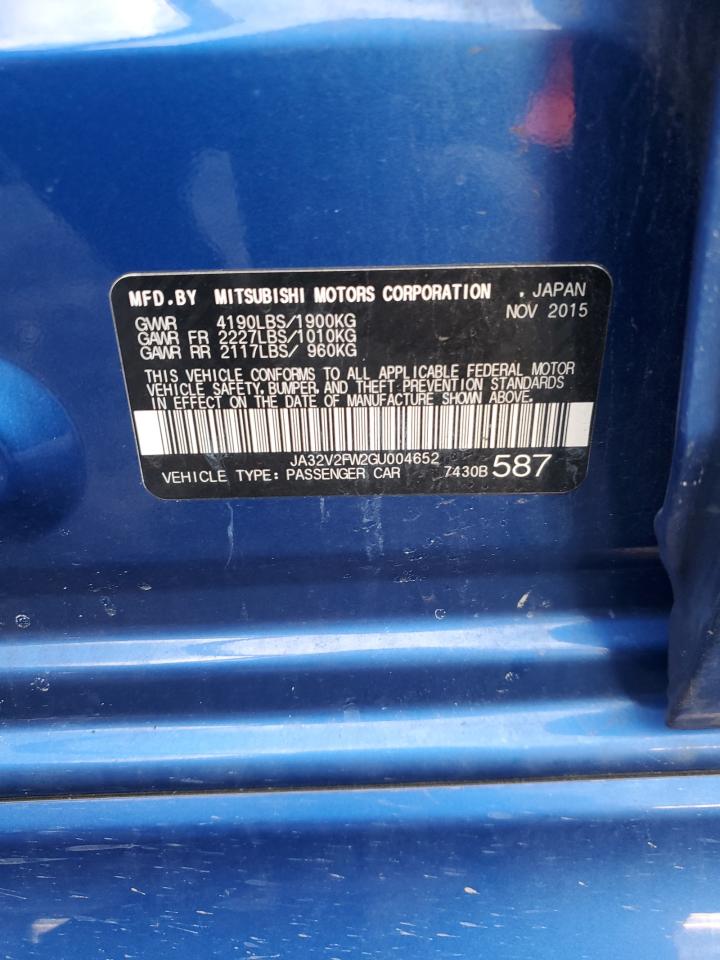 MFD.BY MITSUBISHI MOTORS CORPORATION , JAPAN
NOV 2015
GVWR 4190LBS/1900KG
GAWR FR 2227LBS/1010KG
GAWR RR 2117LBS/ 960KG
THIS VEHICLE CONFORMS TO ALL APPLICABLE FEDERAL MOTOR
VEHICLE SAFETY, BUMPER, AND THEFT PREVENTION STANDARDS
IN EFFECT ON THE DATE OF MANUFACTURE SHOWN ABOVE.
JA32V2FW2GU004652
VEHICLE TYPE: PASSENGER CAR 7430B 587